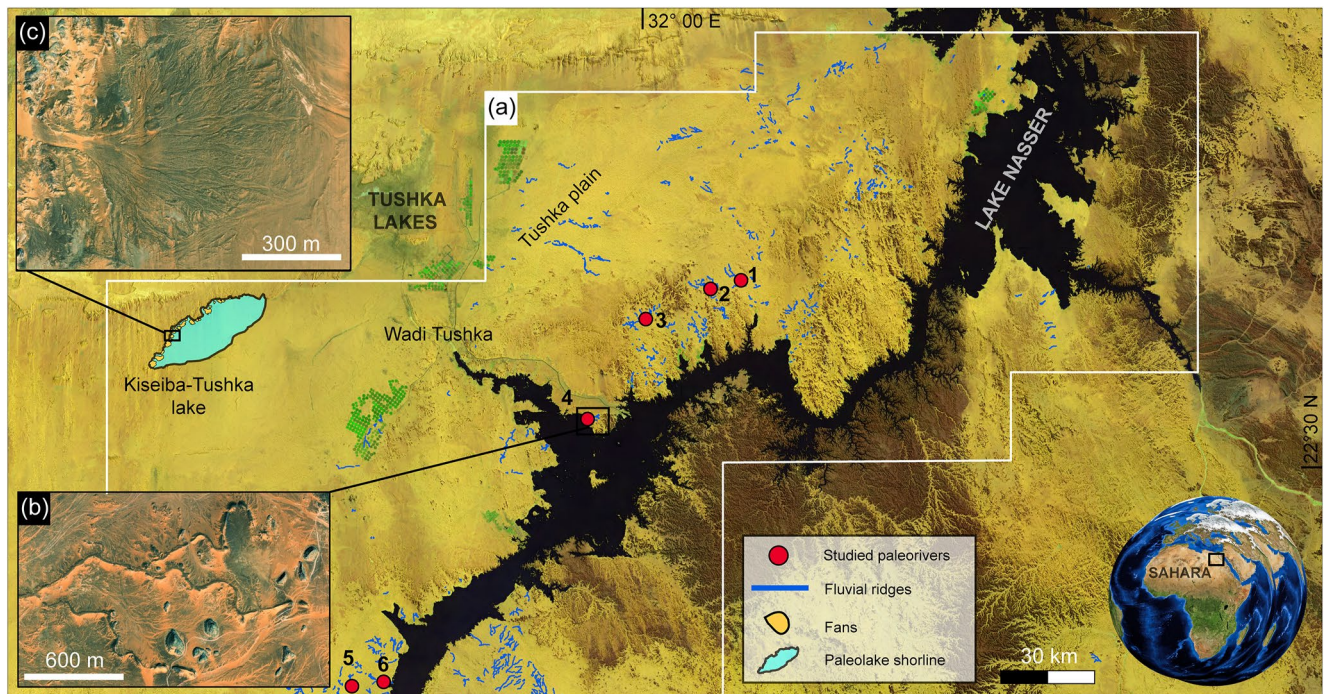 (c)
300 m
32° 00 E
(a)
TUSHKA
LAKES
Tushka plain
LAKE NASSER
1
2
3
Wadi Tushka
Kiseiba-Tushka
lake
4
22°30 N
(b)
600 m
5
6
Studied paleorivers
Fluvial ridges
Fans
Paleolake shorline
SAHARA
30 km